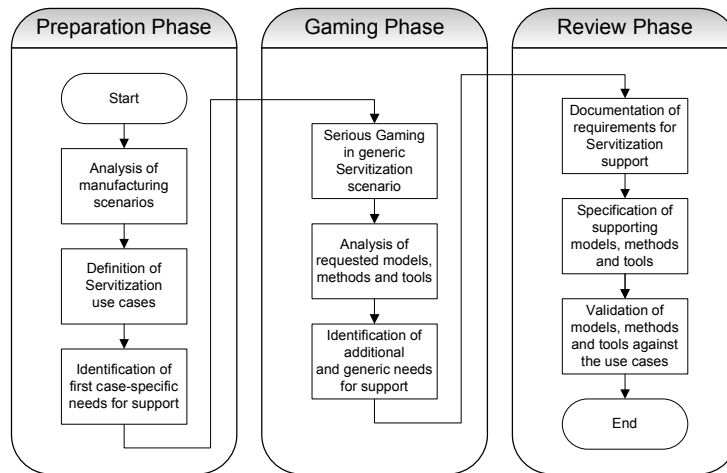 Preparation Phase
Start
Analysis of
manufacturing
scenarios
Definition of
Servitization
use cases
Identification of
first case-specific
needs for support
Gaming Phase
Serious Gaming
in generic
Servitization
scenario
Analysis of
requested models,
methods and tools
Identification of
additional
and generic needs
for support
Review Phase
Documentation of
requirements for
Servitization
support
Specification of
supporting
models, methods
and tools
Validation of
models, methods
and tools against
the use cases
End